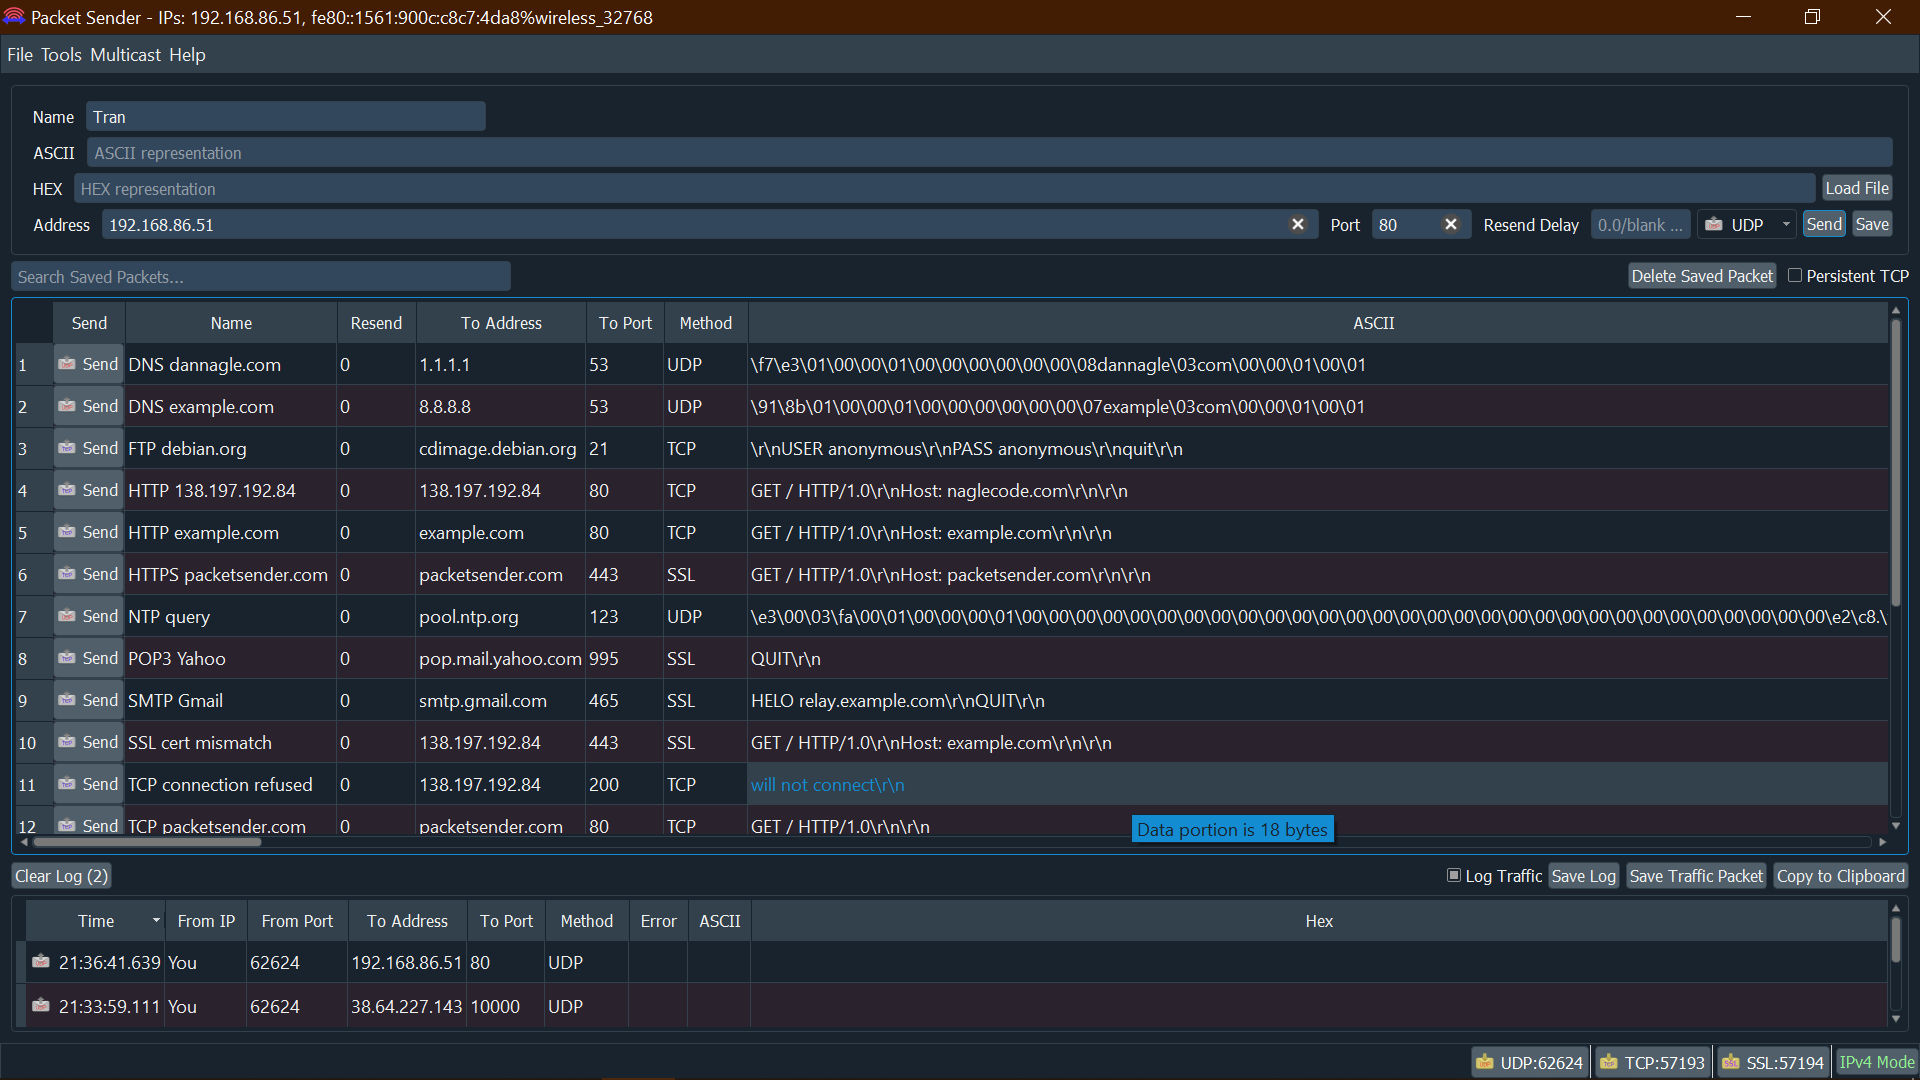 Packet Sender - IPs: 192.168.86.51, fe80::1561:900c:c8c7:4da8%wireless_32768
File Tools Multicast Help
Name Tran
ASCII ASCII representation
HEX HEX representation Load File
Address 192.168.86.51 Port 80 Resend Delay 0.0/blank ... UDP Send Save
Search Saved Packets... Delete Saved Packet Persistent TCP
Send Name Resend To Address To Port Method ASCII
1 Send DNS dannagle.com 0 1.1.1.1 53 UDP \f7\e3\01\00\00\01\00\00\00\00\00\00\08dannagle\03com\00\00\01\00\01
2 Send DNS example.com 0 8.8.8.8 53 UDP \91\8b\01\00\00\01\00\00\00\00\00\00\07example\03com\00\00\01\00\01
3 Send FTP debian.org 0 cdimage.debian.org 21 TCP \r\nUSER anonymous\r\nPASS anonymous\r\nquit\r\n
4 Send HTTP 138.197.192.84 0 138.197.192.84 80 TCP GET / HTTP/1.0\r\nHost: naglecode.com\r\n\r\n
5 Send HTTP example.com 0 example.com 80 TCP GET / HTTP/1.0\r\nHost: example.com\r\n\r\n
6 Send HTTPS packetsender.com 0 packetsender.com 443 SSL GET / HTTP/1.0\r\nHost: packetsender.com\r\n\r\n
7 Send NTP query 0 pool.ntp.org 123 UDP \e3\00\03\fa\00\01\00\00\00\01\00\00\00\00\00\00\00\00\00\00\00\00\00\00\00\00\00\00\00\00\00\00\00\00\00\00\00\00\00\00\e2\c8.\
8 Send POP3 Yahoo 0 pop.mail.yahoo.com 995 SSL QUIT\r\n
9 Send SMTP Gmail 0 smtp.gmail.com 465 SSL HELO relay.example.com\r\nQUIT\r\n
10 Send SSL cert mismatch 0 138.197.192.84 443 SSL GET / HTTP/1.0\r\nHost: example.com\r\n\r\n
11 Send TCP connection refused 0 138.197.192.84 200 TCP will not connect\r\n
12 Send TCP packetsender.com 0 packetsender.com 80 TCP GET / HTTP/1.0\r\n\r\n
Data portion is 18 bytes
Clear Log (2) Log Traffic Save Log Save Traffic Packet Copy to Clipboard
Time From IP From Port To Address To Port Method Error ASCII Hex
21:36:41.639 You 62624 192.168.86.51 80 UDP
21:33:59.111 You 62624 38.64.227.143 10000 UDP
UDP:62624 TCP:57193 SSL:57194 IPv4 Mode